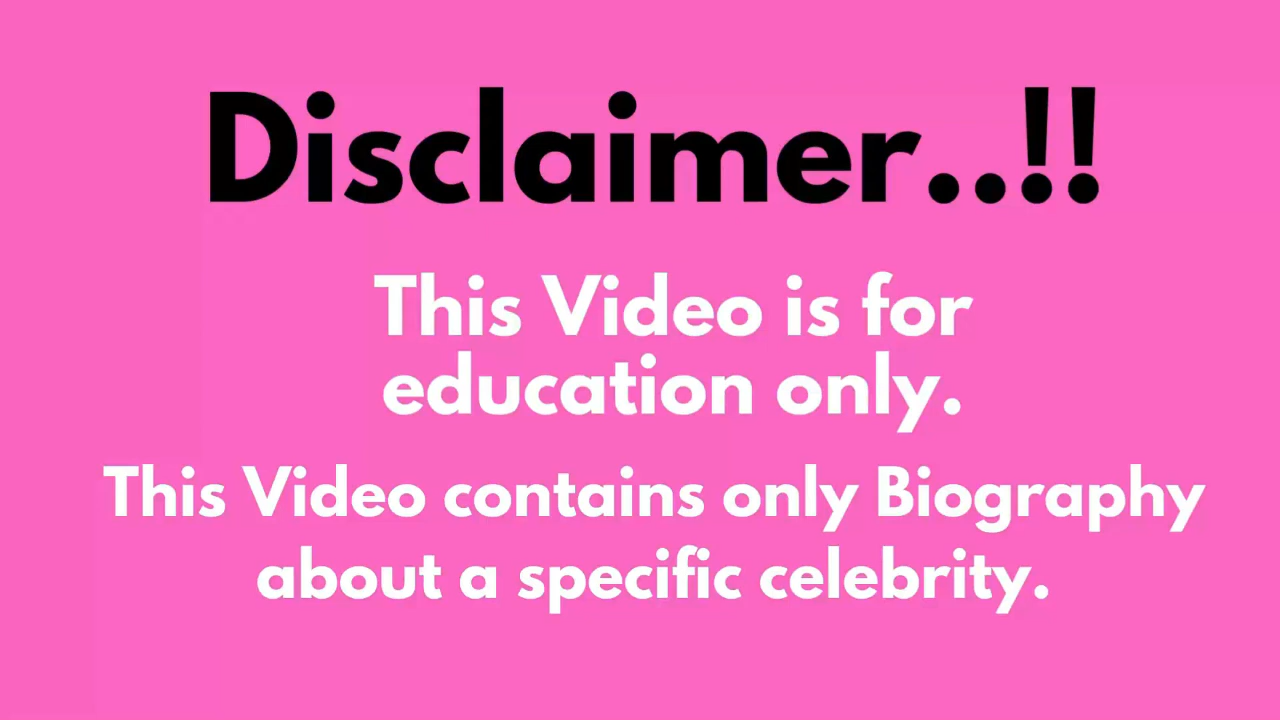 Disclaimer..!!
This Video is for
education only.
This Video contains only Biography
about a specific celebrity.